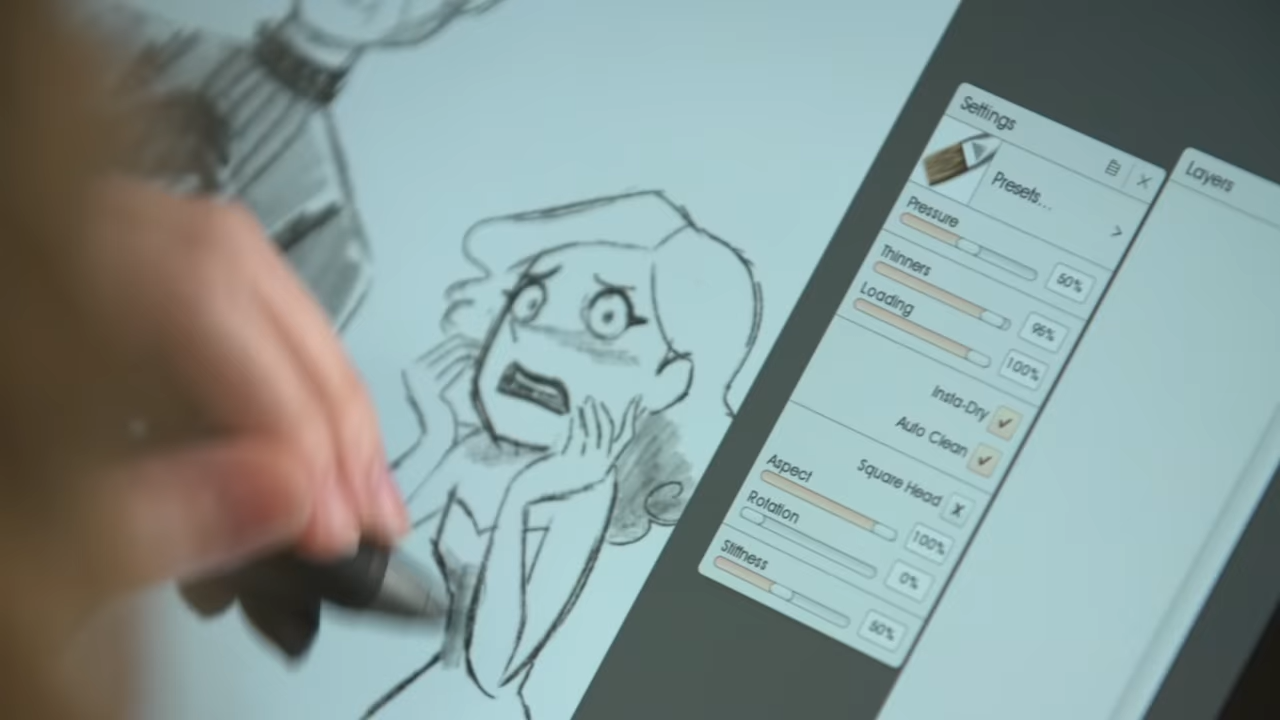 Settings
Presets...
Pressure
50%
Thinners
95%
Loading
100%
Insta-Dry
Auto Clean
Square Head
Aspect
100%
Rotation
0%
Stiffness
50%
Layers